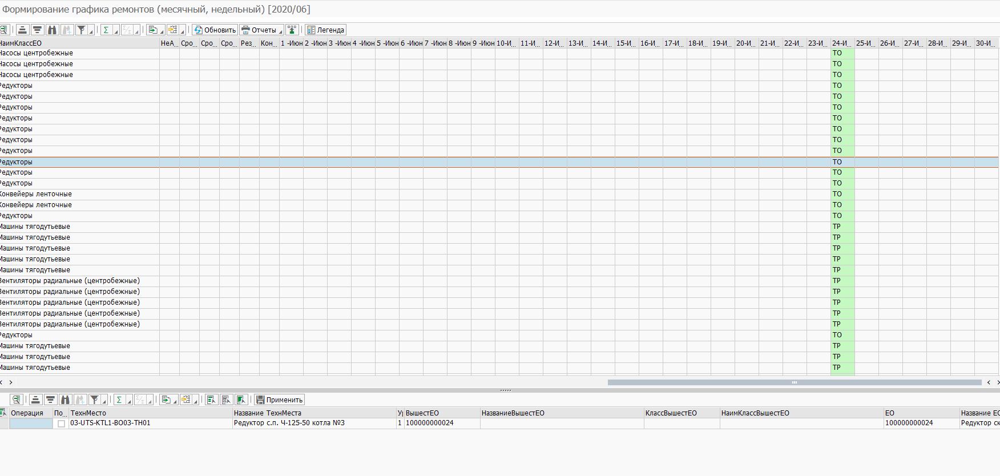 Формирование графика ремонтов (месячный, недельный) [2020/06]
Обновить Отчеты Легенда
НаимКлассЕО НеА... Сро... Сро... Сро... Рез... Кон... 1 -Июн 2 -Июн 3 -Июн 4 -Июн 5 -Июн 6 -Июн 7 -Июн 8 -Июн 9 -Июн 10-И... 11-И... 12-И... 13-И... 14-И... 15-И... 16-И... 17-И... 18-И... 19-И... 20-И... 21-И... 22-И... 23-И... 24-И... 25-И... 26-И... 27-И... 28-И... 29-И... 30-И...
Насосы центробежные ТО
Насосы центробежные ТО
Насосы центробежные ТО
Редукторы ТО
Редукторы ТО
Редукторы ТО
Редукторы ТО
Редукторы ТО
Редукторы ТО
Редукторы ТО
Редукторы ТО
Редукторы ТО
Редукторы ТО
Конвейеры ленточные ТО
Конвейеры ленточные ТО
Редукторы ТО
Машины тягодутьевые ТР
Машины тягодутьевые ТР
Машины тягодутьевые ТР
Машины тягодутьевые ТР
Машины тягодутьевые ТР
Вентиляторы радиальные (центробежные) ТР
Вентиляторы радиальные (центробежные) ТР
Вентиляторы радиальные (центробежные) ТР
Вентиляторы радиальные (центробежные) ТР
Вентиляторы радиальные (центробежные) ТР
Редукторы ТО
Машины тягодутьевые ТР
Машины тягодутьевые ТР
Машины тягодутьевые ТР
Применить
Операция По... ТехнМесто Название ТехнМеста Ур ВышестЕО НазваниеВышестЕО КлассВышестЕО НаимКлассВышестЕО ЕО Название ЕО
03-UTS-KTL1-BO03-TH01 Редуктор с.п. Ч-125-50 котла №3 1 100000000024 100000000024 Редуктор ск